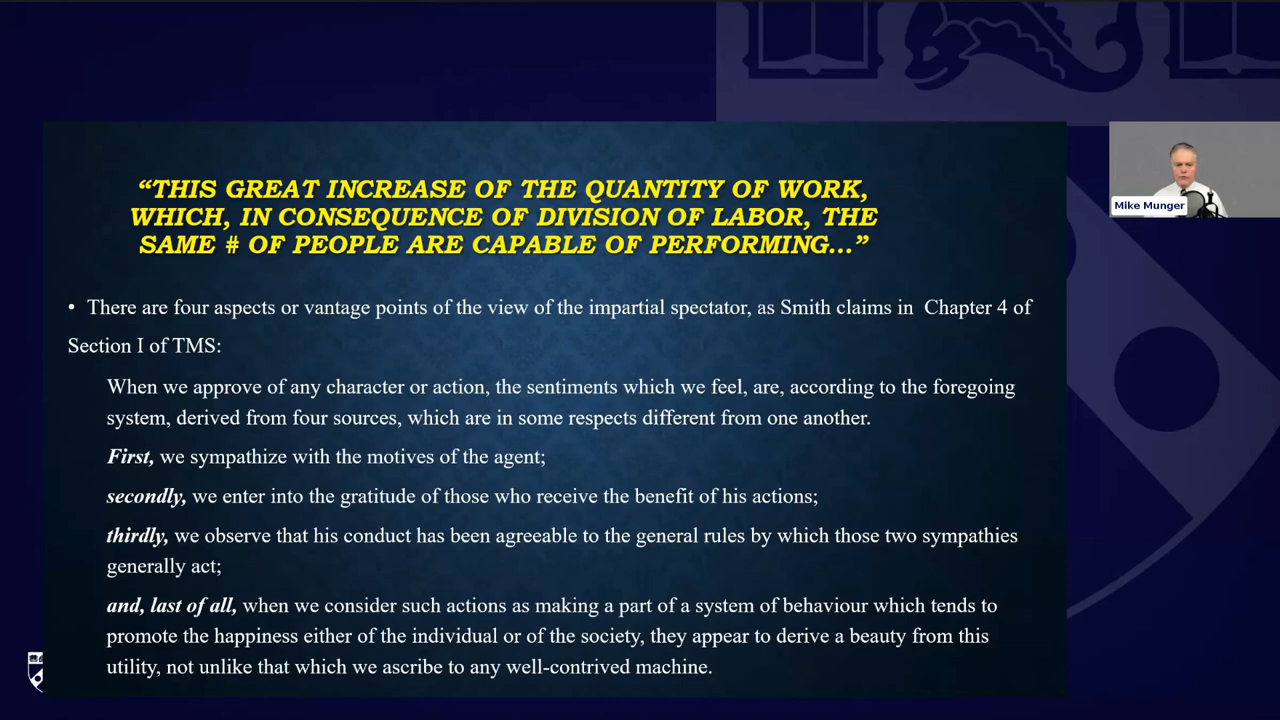 “THIS GREAT INCREASE OF THE QUANTITY OF WORK,
WHICH, IN CONSEQUENCE OF DIVISION OF LABOR, THE
SAME # OF PEOPLE ARE CAPABLE OF PERFORMING…”
• There are four aspects or vantage points of the view of the impartial spectator, as Smith claims in Chapter 4 of
Section I of TMS:
When we approve of any character or action, the sentiments which we feel, are, according to the foregoing
system, derived from four sources, which are in some respects different from one another.
First, we sympathize with the motives of the agent;
secondly, we enter into the gratitude of those who receive the benefit of his actions;
thirdly, we observe that his conduct has been agreeable to the general rules by which those two sympathies
generally act;
and, last of all, when we consider such actions as making a part of a system of behaviour which tends to
promote the happiness either of the individual or of the society, they appear to derive a beauty from this
utility, not unlike that which we ascribe to any well-contrived machine.
Mike Munger